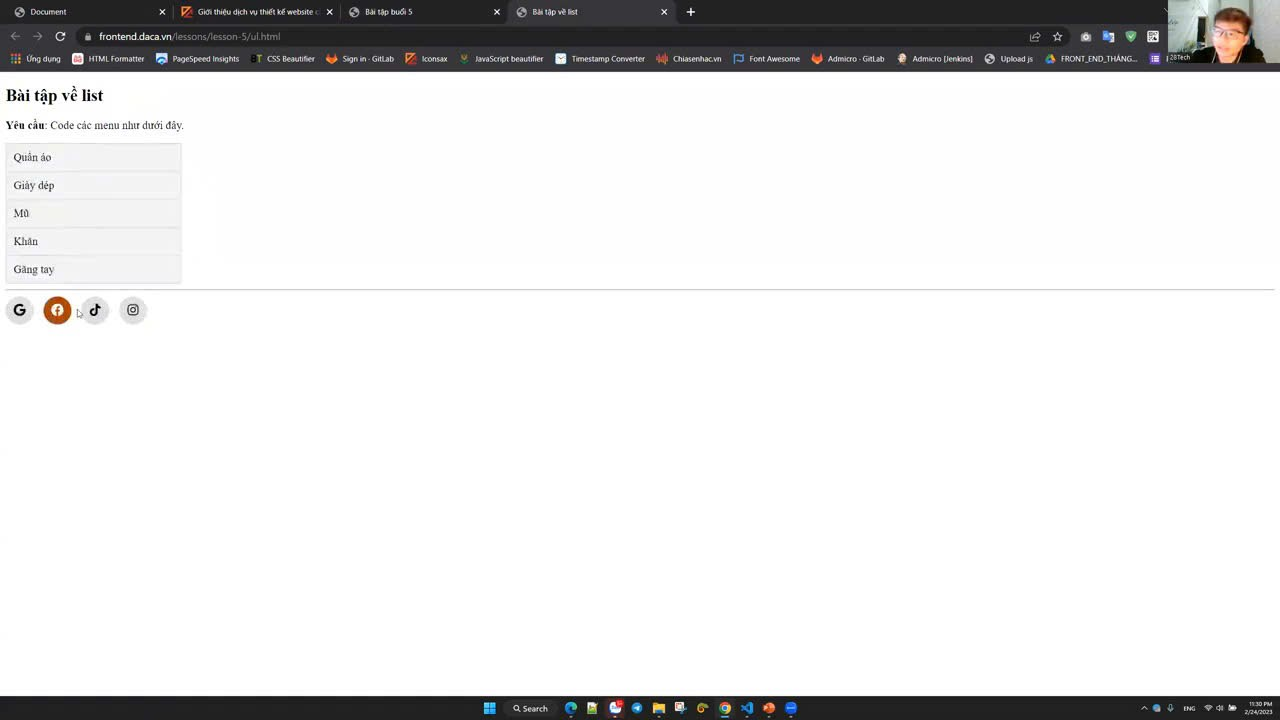 Document
Giới thiệu dịch vụ thiết kế website c
Bài tập buổi 5
Bài tập về list
frontend.daca.vn/lessons/lesson-5/ul.html
Ứng dụng
HTML Formatter
PageSpeed Insights
CSS Beautifier
Sign in · GitLab
Iconsax
JavaScript beautifier
Timestamp Converter
Chiasenhac.vn
Font Awesome
Admicro · GitLab
Admicro [Jenkins]
Upload js
FRONT_END_THÁNG...
28Tech
Bài tập về list
Yêu cầu: Code các menu như dưới đây.
Quần áo
Giày dép
Mũ
Khăn
Găng tay
Search
ENG
11:30 PM
2/24/2023